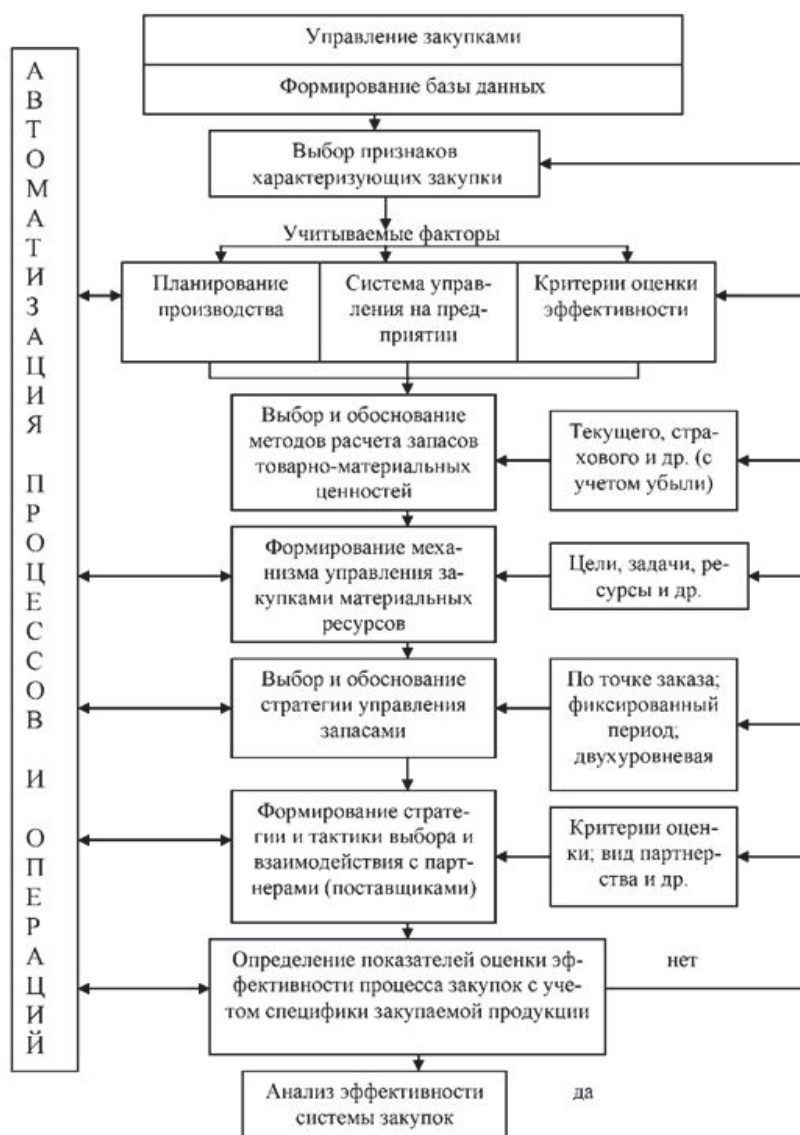 Управление закупками
Формирование базы данных
Выбор признаков
характеризующих закупки
Учитываемые факторы
Планирование
производства
Система управ-
ления на пред-
приятии
Критерии оценки
эффективности
Выбор и обоснование
методов расчета запасов
товарно-материальных
ценностей
Текущего, стра-
хового и др. (с
учетом убыли)
Формирование меха-
низма управления за-
купками материальных
ресурсов
Цели, задачи, ре-
сурсы и др.
Выбор и обоснование
стратегии управления
запасами
По точке заказа;
фиксированный
период;
двухуровневая
Формирование страте-
гии и тактики выбора и
взаимодействия с парт-
нерами (поставщиками)
Критерии оцен-
ки; вид партнер-
ства и др.
Определение показателей оценки эф-
фективности процесса закупок с уче-
том специфики закупаемой продукции
нет
Анализ эффективности
системы закупок
да
АВТОМАТИЗАЦИЯ ПРОЦЕССОВ И ОПЕРАЦИЙ